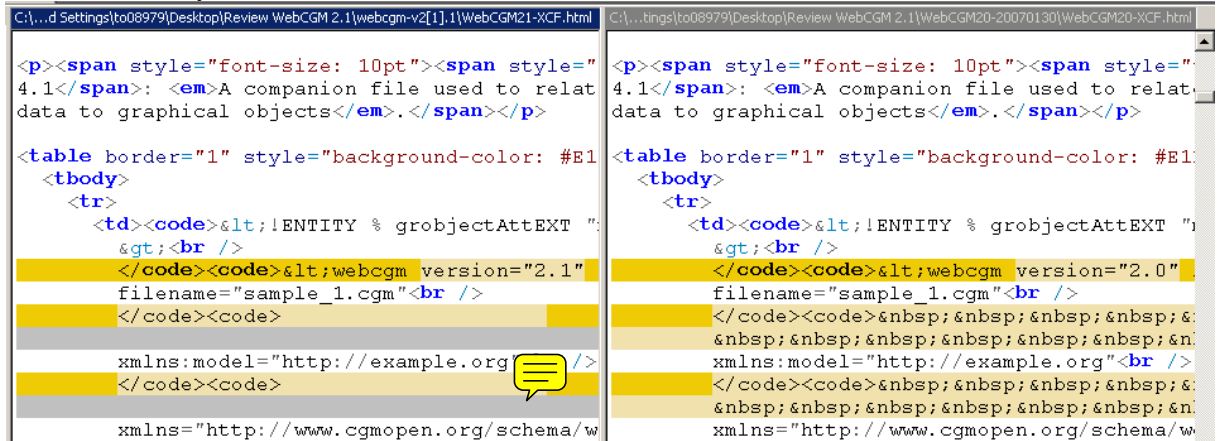 C:\...d Settings\to08979\Desktop\Review WebCGM 2.1\webcgm-v2[1].1\WebCGM21-XCF.html
<p><span style="font-size: 10pt"><span style="
4.1</span>: <em>A companion file used to relat
data to graphical objects</em>.</span></p>
<table border="1" style="background-color: #E1
<tbody>
<tr>
<td><code>&lt;!ENTITY % grobjectAttEXT "
&gt;<br />
</code><code>&lt;webcgm version="2.1"
filename="sample_1.cgm"<br />
</code><code>
xmlns:model="http://example.org" />
</code><code>
xmlns="http://www.cgmopen.org/schema/w
C:\...tings\to08979\Desktop\Review WebCGM 2.1\WebCGM20-20070130\WebCGM20-XCF.html
<p><span style="font-size: 10pt"><span style="
4.1</span>: <em>A companion file used to relat
data to graphical objects</em>.</span></p>
<table border="1" style="background-color: #E1
<tbody>
<tr>
<td><code>&lt;!ENTITY % grobjectAttEXT "
&gt;<br />
</code><code>&lt;webcgm version="2.0"
filename="sample_1.cgm"<br />
</code><code>&nbsp;&nbsp;&nbsp;&nbsp;&
&nbsp;&nbsp;&nbsp;&nbsp;&nbsp;&n
xmlns:model="http://example.org"<br />
</code><code>&nbsp;&nbsp;&nbsp;&nbsp;&
&nbsp;&nbsp;&nbsp;&nbsp;&nbsp;&n
xmlns="http://www.cgmopen.org/schema/w